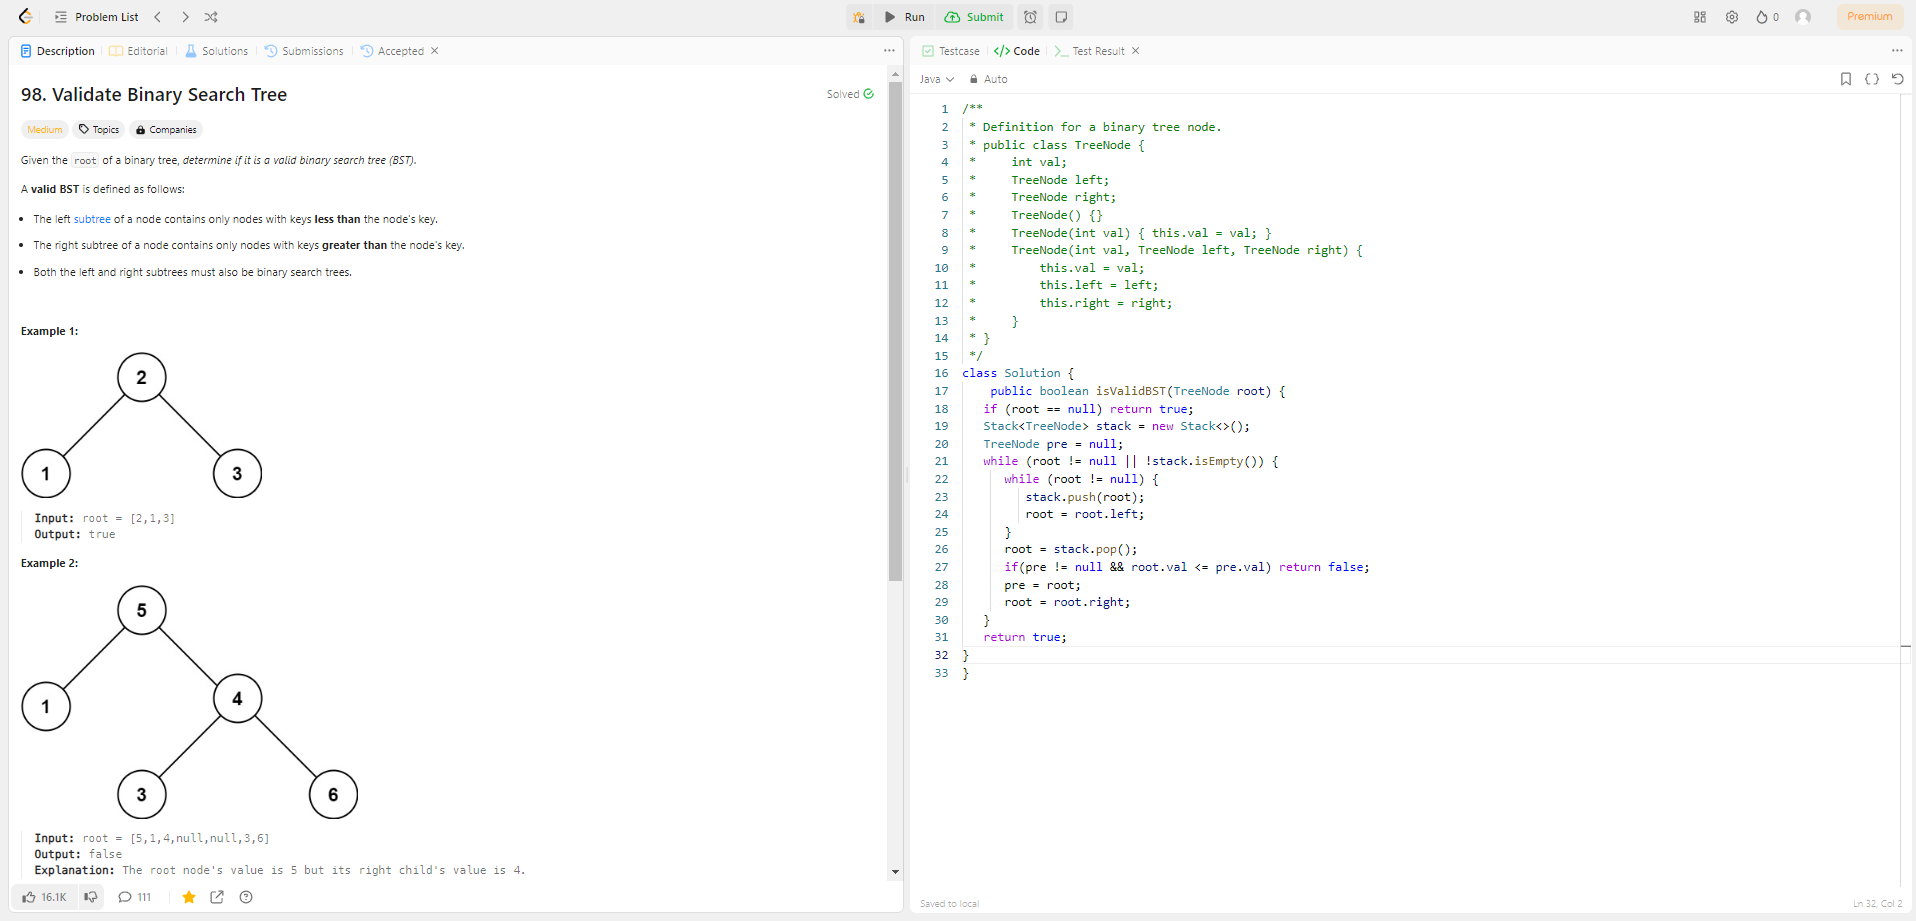 Problem List
Run
Submit
0
Premium
Description
Editorial
Solutions
Submissions
Accepted
98. Validate Binary Search Tree
Solved
Medium
Topics
Companies
Given the root of a binary tree, determine if it is a valid binary search tree (BST).
A valid BST is defined as follows:
• The left subtree of a node contains only nodes with keys less than the node's key.
• The right subtree of a node contains only nodes with keys greater than the node's key.
• Both the left and right subtrees must also be binary search trees.
Example 1:
2
1
3
Input: root = [2,1,3]
Output: true
Example 2:
5
1
4
3
6
Input: root = [5,1,4,null,null,3,6]
Output: false
Explanation: The root node's value is 5 but its right child's value is 4.
16.1K
111
Testcase
</> Code
>_ Test Result
Java
Auto
1 /**
2  * Definition for a binary tree node.
3  * public class TreeNode {
4  *     int val;
5  *     TreeNode left;
6  *     TreeNode right;
7  *     TreeNode() {}
8  *     TreeNode(int val) { this.val = val; }
9  *     TreeNode(int val, TreeNode left, TreeNode right) {
10  *         this.val = val;
11  *         this.left = left;
12  *         this.right = right;
13  *     }
14  * }
15  */
16 class Solution {
17     public boolean isValidBST(TreeNode root) {
18    if (root == null) return true;
19    Stack<TreeNode> stack = new Stack<>();
20    TreeNode pre = null;
21    while (root != null || !stack.isEmpty()) {
22       while (root != null) {
23          stack.push(root);
24          root = root.left;
25       }
26       root = stack.pop();
27       if(pre != null && root.val <= pre.val) return false;
28       pre = root;
29       root = root.right;
30    }
31    return true;
32 }
33 }
Saved to local
Ln 32, Col 2